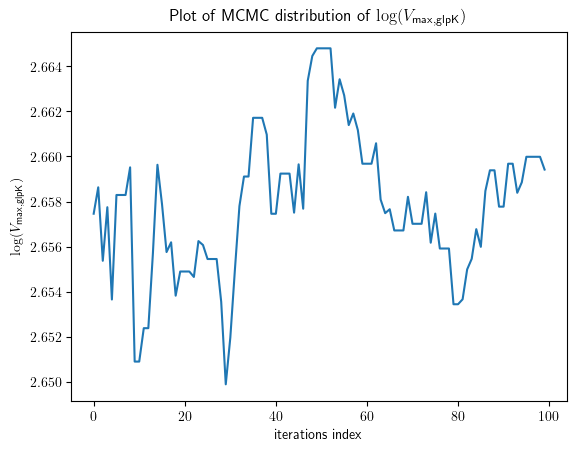 Plot of MCMC distribution of log(V_max,glpK)
log(V_max,glpK)
2.664
2.662
2.660
2.658
2.656
2.654
2.652
2.650
0 20 40 60 80 100
iterations index